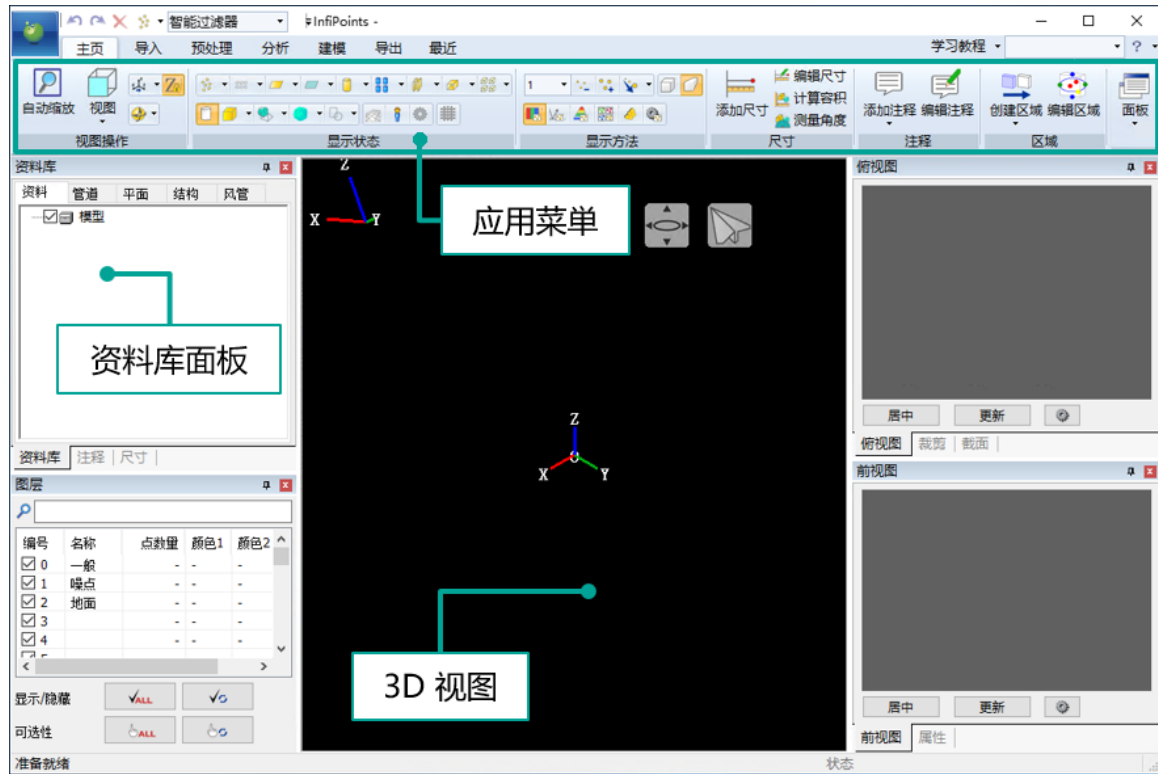 智能过滤器
InfiPoints -
主页 导入 预处理 分析 建模 导出 最近 学习教程 ?
1 编辑尺寸
自动缩放 视图 添加尺寸 计算容积 添加注释 编辑注释 创建区域 编辑区域 面板
测量角度
视图操作 显示状态 显示方法 尺寸 注释 区域
资料库
资料 管道 平面 结构 风管
模型
资料库面板
资料库 注释 尺寸
图层
编号 名称 点数量 颜色1 颜色2
0 一般 - - -
1 噪点 - - -
2 地面 - - -
3 - - -
4 - - -
显示/隐藏 ALL
可选性 ALL
Z
X Y
应用菜单
Z
X Y
3D 视图
俯视图
居中 更新
俯视图 裁剪 截面
前视图
居中 更新
前视图 属性
准备就绪 状态